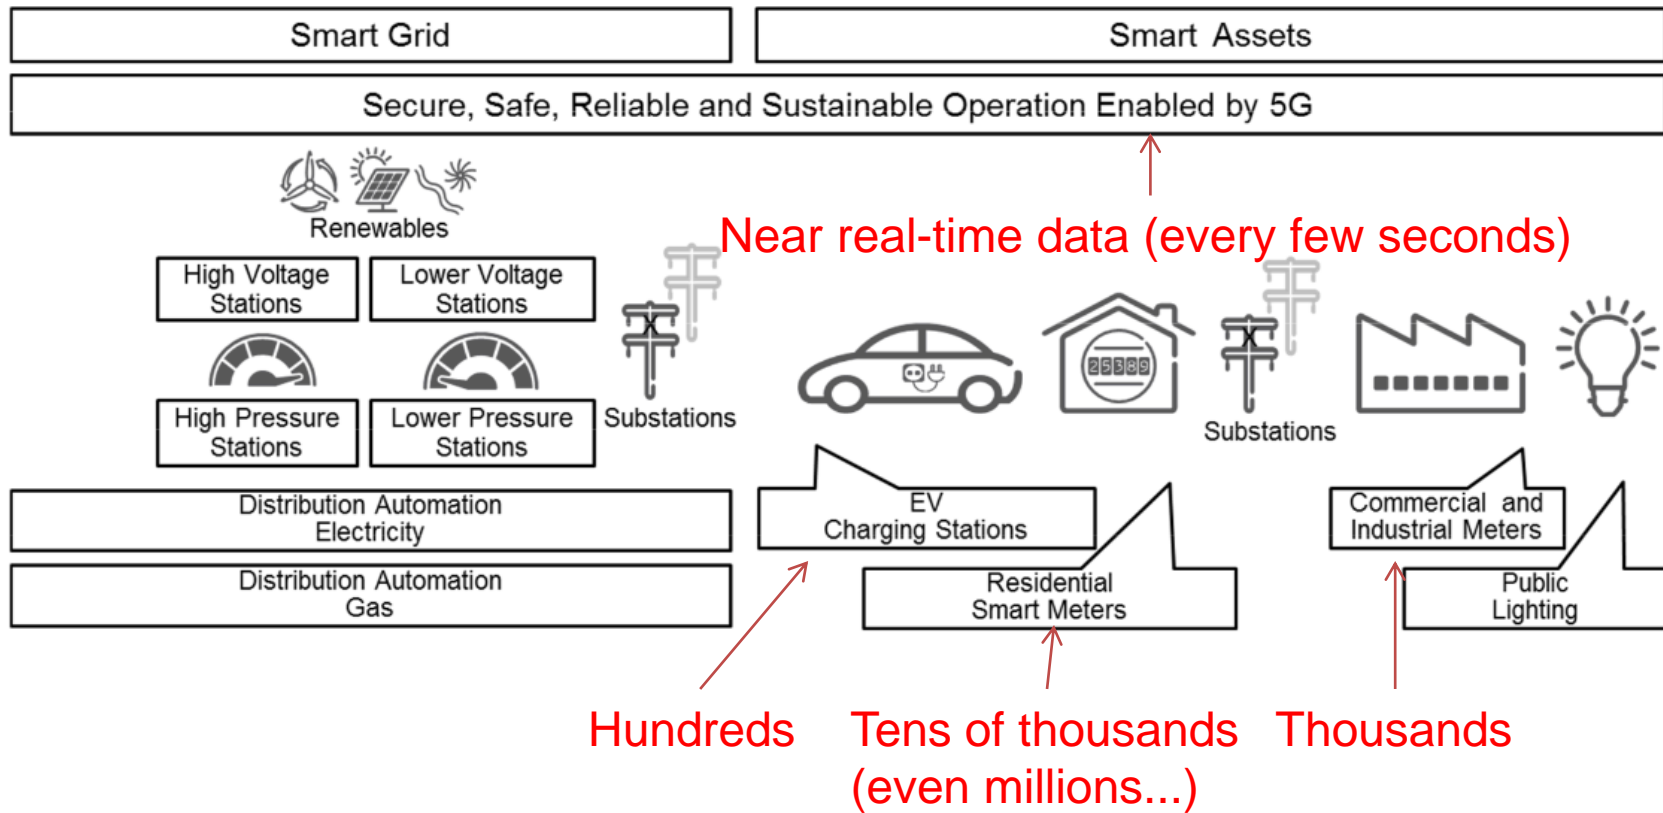 Smart Grid
Smart Assets
Secure, Safe, Reliable and Sustainable Operation Enabled by 5G
Renewables
Near real-time data (every few seconds)
High Voltage
Stations
Lower Voltage
Stations
X
X
25389
High Pressure
Stations
Lower Pressure
Stations
Substations
Substations
Distribution Automation
Electricity
EV
Charging Stations
Commercial and
Industrial Meters
Distribution Automation
Gas
Residential
Smart Meters
Public
Lighting
Hundreds
Tens of thousands
(even millions...)
Thousands